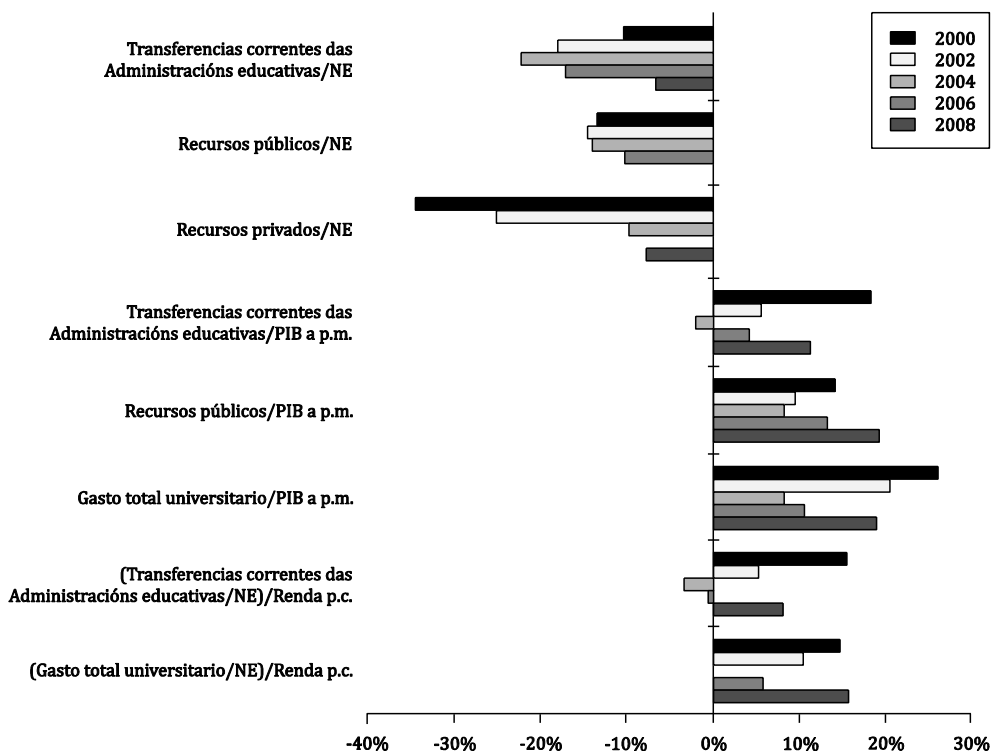 Transferencias correntes das
Administracións educativas/NE
Recursos públicos/NE
Recursos privados/NE
Transferencias correntes das
Administracións educativas/PIB a p.m.
Recursos públicos/PIB a p.m.
Gasto total universitario/PIB a p.m.
(Transferencias correntes das
Administracións educativas/NE)/Renda p.c.
(Gasto total universitario/NE)/Renda p.c.
2000
2002
2004
2006
2008
-40% -30% -20% -10% 0% 10% 20% 30%